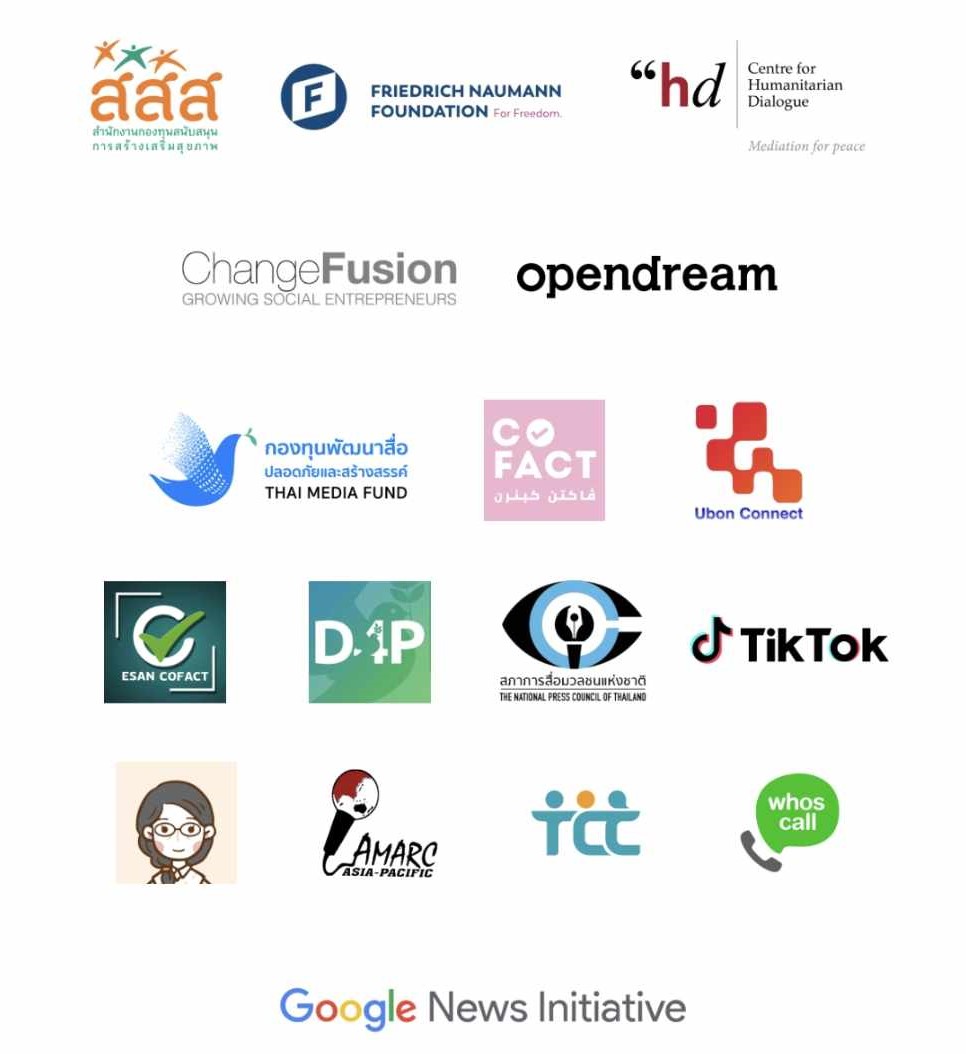 สสส
สำนักงานกองทุนสนับสนุน
การสร้างเสริมสุขภาพ
F
FRIEDRICH NAUMANN
FOUNDATION For Freedom.
“hd
Centre for
Humanitarian
Dialogue
Mediation for peace
ChangeFusion
GROWING SOCIAL ENTREPRENEURS
opendream
กองทุนพัฒนาสื่อ
ปลอดภัยและสร้างสรรค์
THAI MEDIA FUND
CO
FACT
فاكتن كينرن
Ubon Connect
C
ESAN COFACT
D41P
สภาการสื่อมวลชนแห่งชาติ
THE NATIONAL PRESS COUNCIL OF THAILAND
TikTok
AMARC
ASIA-PACIFIC
TCC
whos
call
Google News Initiative